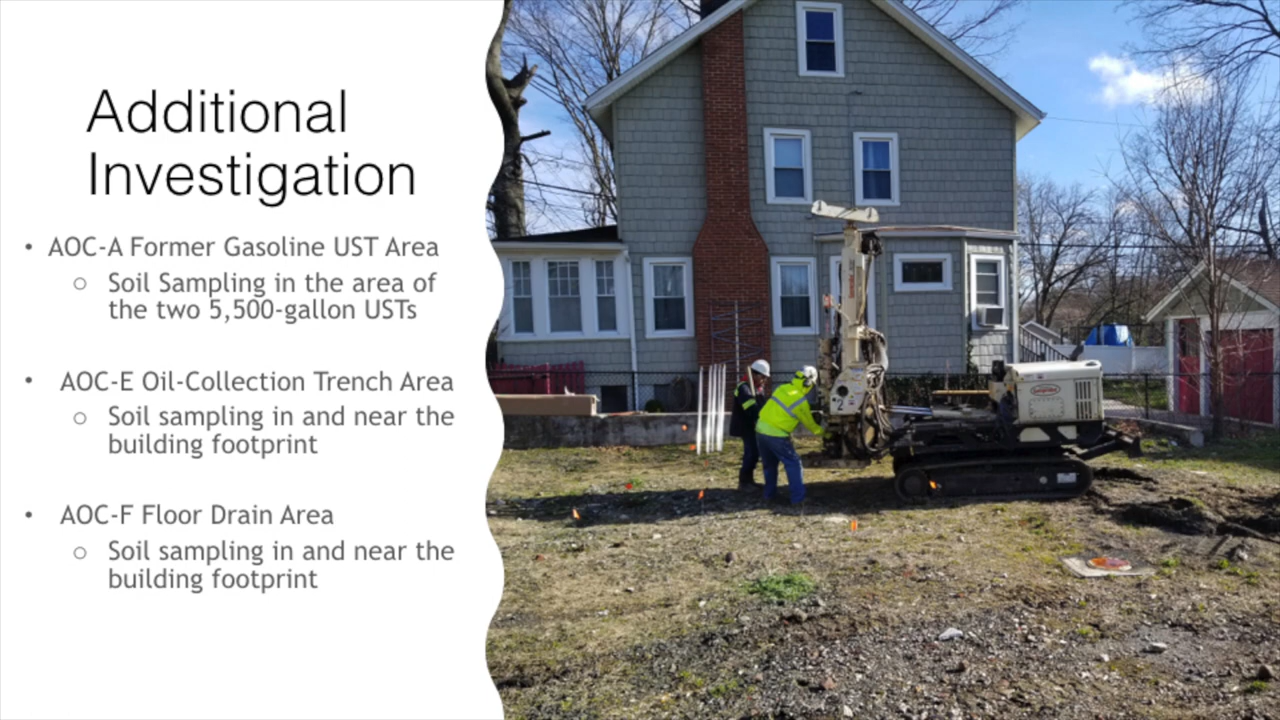 Additional
Investigation
• AOC-A Former Gasoline UST Area
○ Soil Sampling in the area of
the two 5,500-gallon USTs
• AOC-E Oil-Collection Trench Area
○ Soil sampling in and near the
building footprint
• AOC-F Floor Drain Area
○ Soil sampling in and near the
building footprint